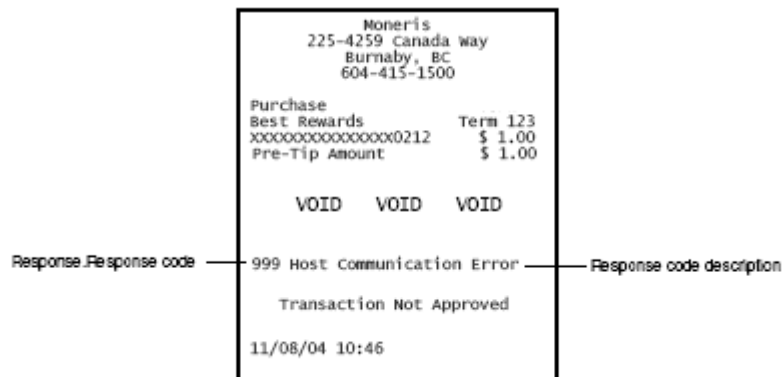 Moneris
225-4259 Canada Way
Burnaby, BC
604-415-1500
Purchase
Best Rewards Term 123
XXXXXXXXXXXXXXX0212 $ 1.00
Pre-Tip Amount $ 1.00
VOID VOID VOID
Response.Response code
999 Host Communication Error
Response code description
Transaction Not Approved
11/08/04 10:46